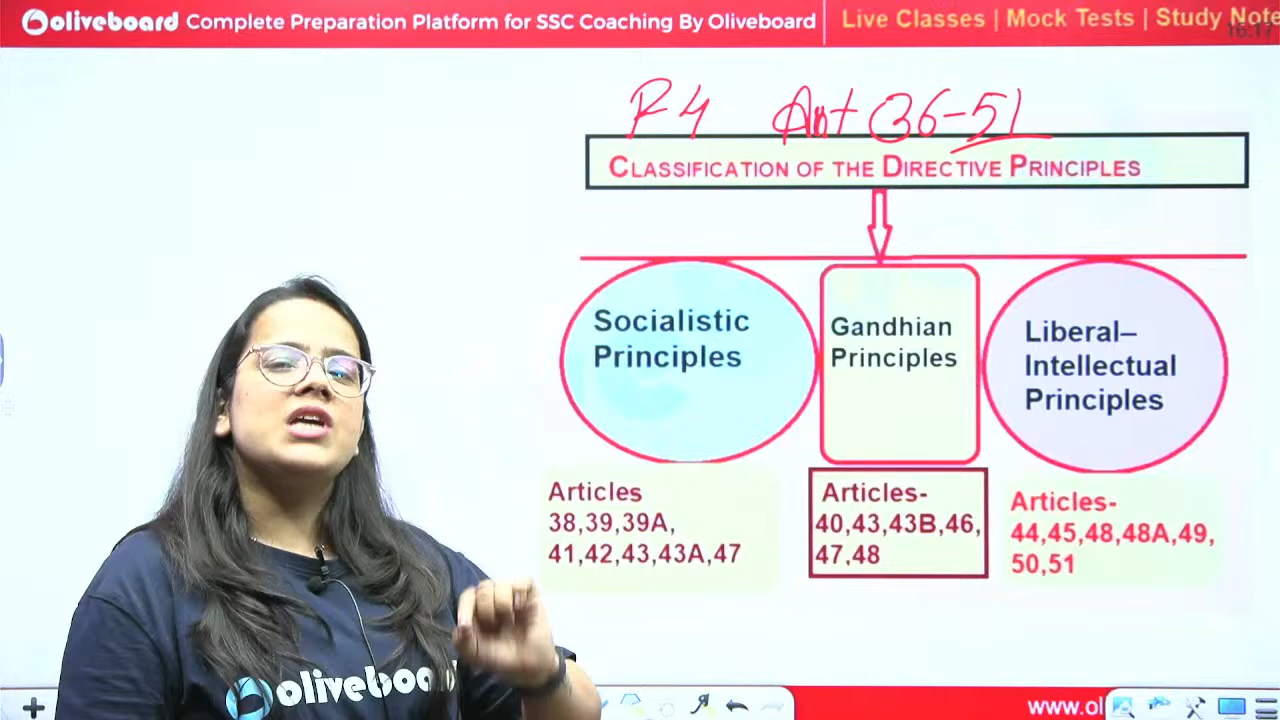 oliveboard Complete Preparation Platform for SSC Coaching By Oliveboard Live Classes | Mock Tests | Study Note
16:17
P4 Art (36-51
CLASSIFICATION OF THE DIRECTIVE PRINCIPLES
Socialistic
Principles
Gandhian
Principles
Liberal–
Intellectual
Principles
Articles
38,39,39A,
41,42,43,43A,47
Articles-
40,43,43B,46,
47,48
Articles-
44,45,48,48A,49,
50,51
oliveboa
www.ol